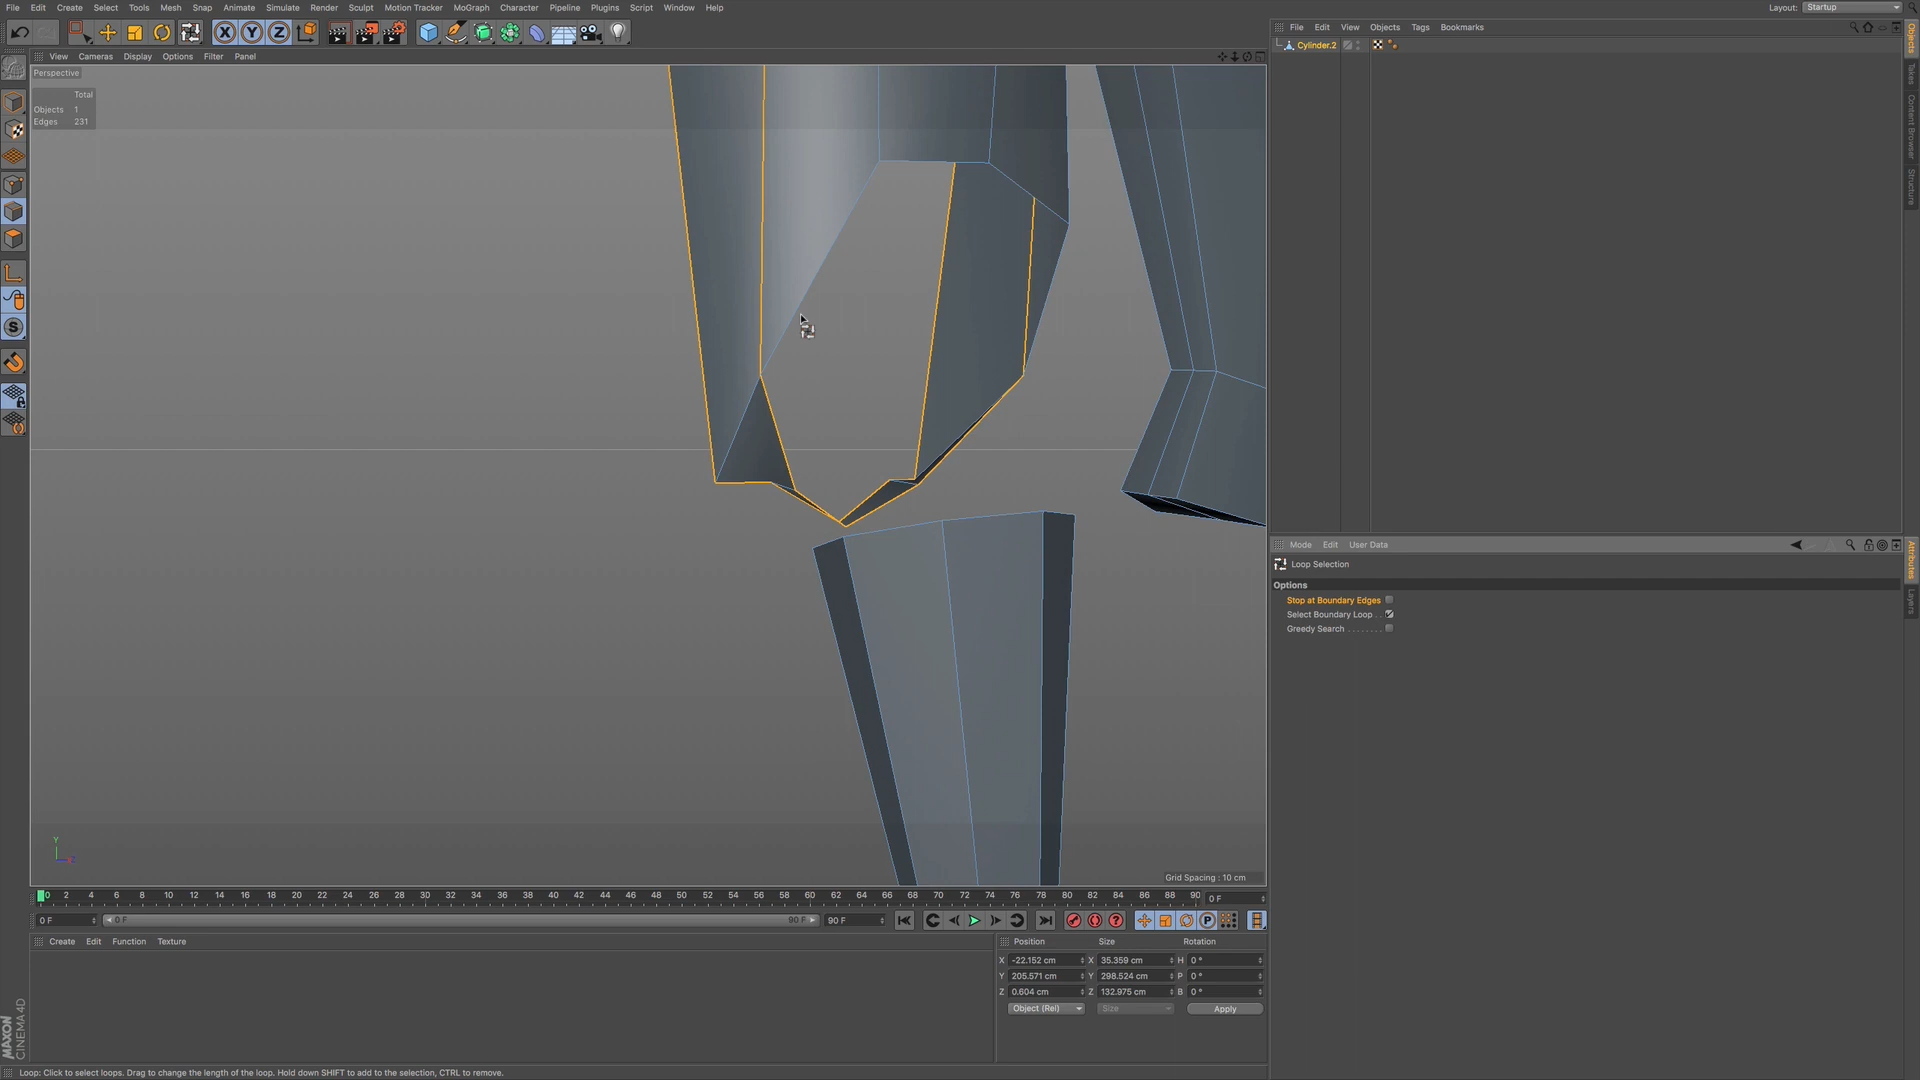 File Edit Create Select Tools Mesh Snap Animate Simulate Render Sculpt Motion Tracker MoGraph Character Pipeline Plugins Script Window Help
Layout: Startup
View Cameras Display Options Filter Panel
File Edit View Objects Tags Bookmarks
Cylinder.2
Perspective
Total
Objects 1
Edges 231
Objects
Takes
Content Browser
Structure
Mode Edit User Data
Loop Selection
Options
Stop at Boundary Edges
Select Boundary Loop . .
Greedy Search . . . . . . . .
Attributes
Layers
Y
Grid Spacing : 10 cm
0 2 4 6 8 10 12 14 16 18 20 22 24 26 28 30 32 34 36 38 40 42 44 46 48 50 52 54 56 58 60 62 64 66 68 70 72 74 76 78 80 82 84 86 88 90
0 F
0 F 0 F 90 F 90 F
Create Edit Function Texture
Position Size Rotation
X -22.152 cm X 35.359 cm H 0 °
Y 205.571 cm Y 298.524 cm P 0 °
Z 0.604 cm Z 132.975 cm B 0 °
Object (Rel) Size Apply
MAXON
CINEMA 4D
Loop: Click to select loops. Drag to change the length of the loop. Hold down SHIFT to add to the selection, CTRL to remove.